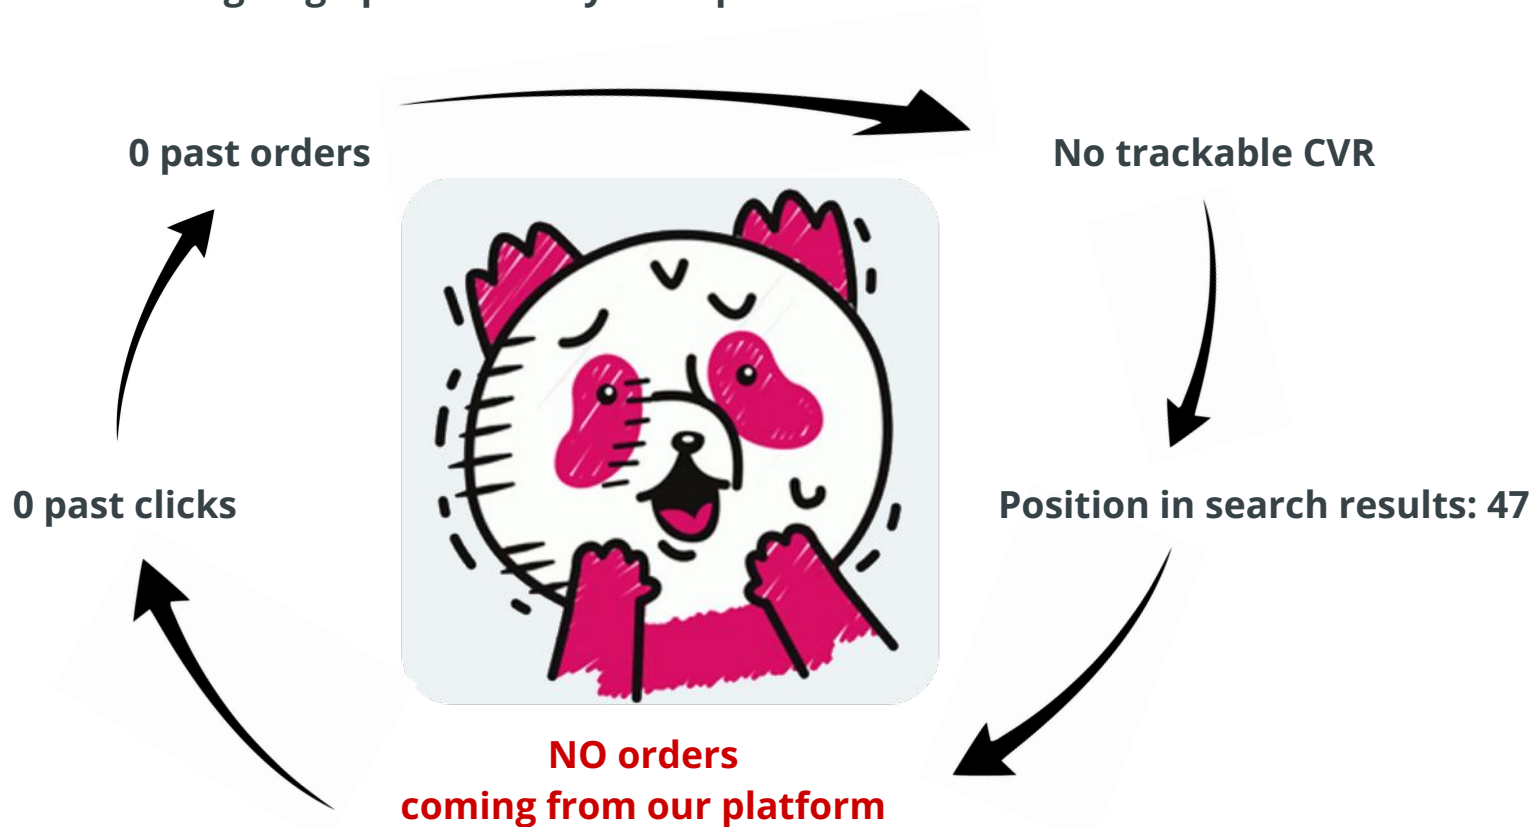 0 past orders
No trackable CVR
0 past clicks
Position in search results: 47
NO orders
coming from our platform